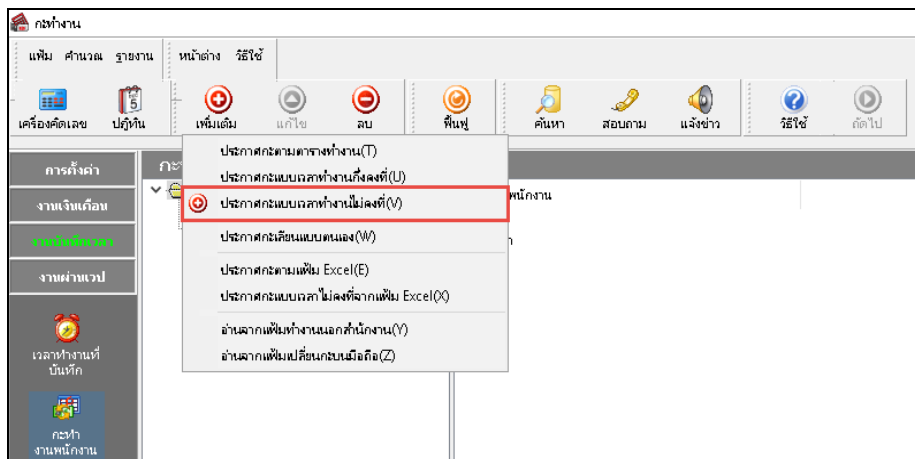 กะทำงาน
แฟ้ม คำนวณ รายงาน หน้าต่าง วิธีใช้
เครื่องคิดเลข ปฎิทิน เพิ่มเติม แก้ไข ลบ ฟื้นฟู ค้นหา สอบถาม แจ้งข่าว วิธีใช้ ถัดไป
การตั้งค่า
งานเงินเดือน
งานบันทึกเวลา
งานผ่านเวป
เวลาทำงานที่
บันทึก
กะทำ
งานพนักงาน
ประกาศกะตามตารางทำงาน(T)
ประกาศกะแบบเวลาทำงานกึ่งคงที่(U)
ประกาศกะแบบเวลาทำงานไม่คงที่(V)
ประกาศกะเลียนแบบตนเอง(W)
ประกาศกะตามแฟ้ม Excel(E)
ประกาศกะแบบเวลาไม่คงที่จากแฟ้ม Excel(X)
อ่านจากแฟ้มทำงานนอกสำนักงาน(Y)
อ่านจากแฟ้มเปลี่ยนกะบนมือถือ(Z)
พนักงาน